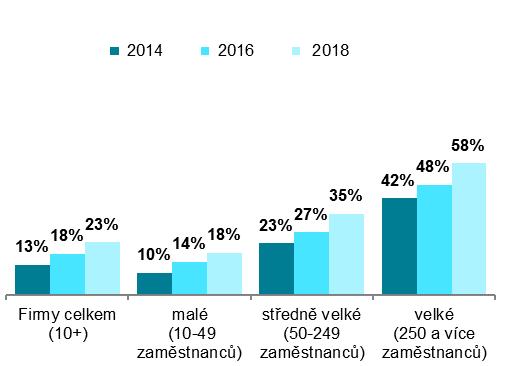 2014 2016 2018
13% 18% 23%
10% 14% 18%
23% 27% 35%
42% 48% 58%
Firmy celkem
(10+)
malé
(10-49
zaměstnanců)
středně velké
(50-249
zaměstnanců)
velké
(250 a více
zaměstnanců)